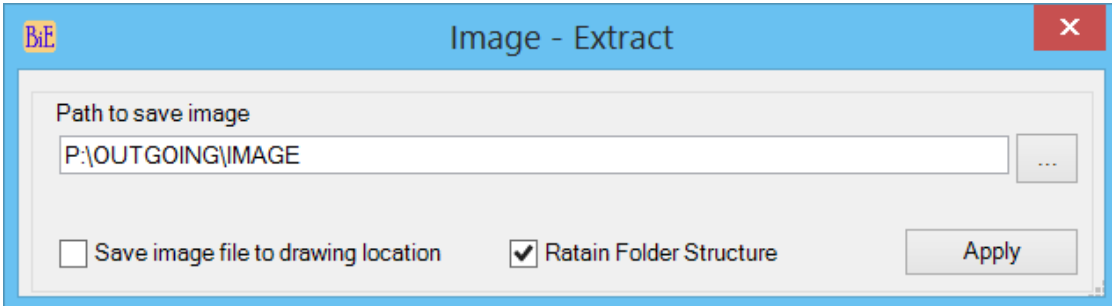 BiE
Image - Extract
Path to save image
P:\OUTGOING\IMAGE
...
Save image file to drawing location
Ratain Folder Structure
Apply